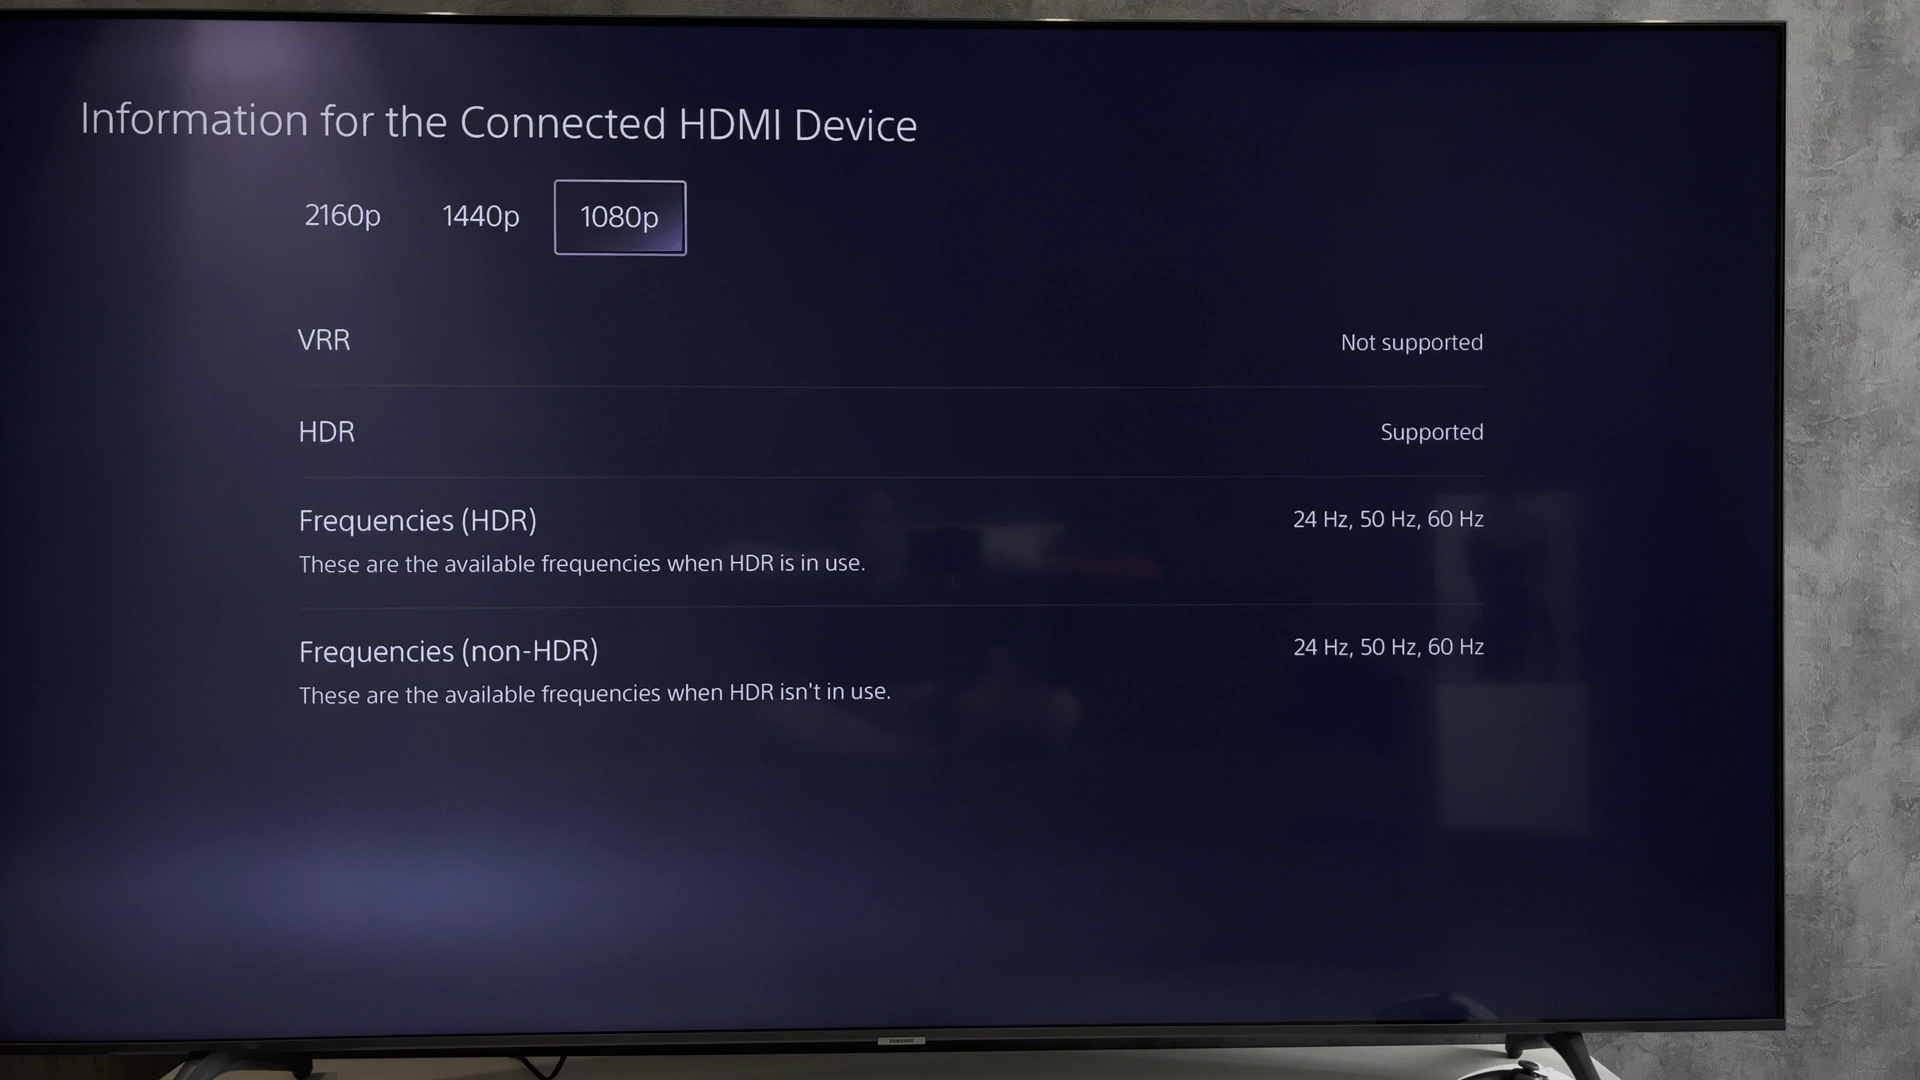 Information for the Connected HDMI Device
2160p 1440p 1080p
VRR Not supported
HDR Supported
Frequencies (HDR) 24 Hz, 50 Hz, 60 Hz
These are the available frequencies when HDR is in use.
Frequencies (non-HDR) 24 Hz, 50 Hz, 60 Hz
These are the available frequencies when HDR isn't in use.
SAMSUNG